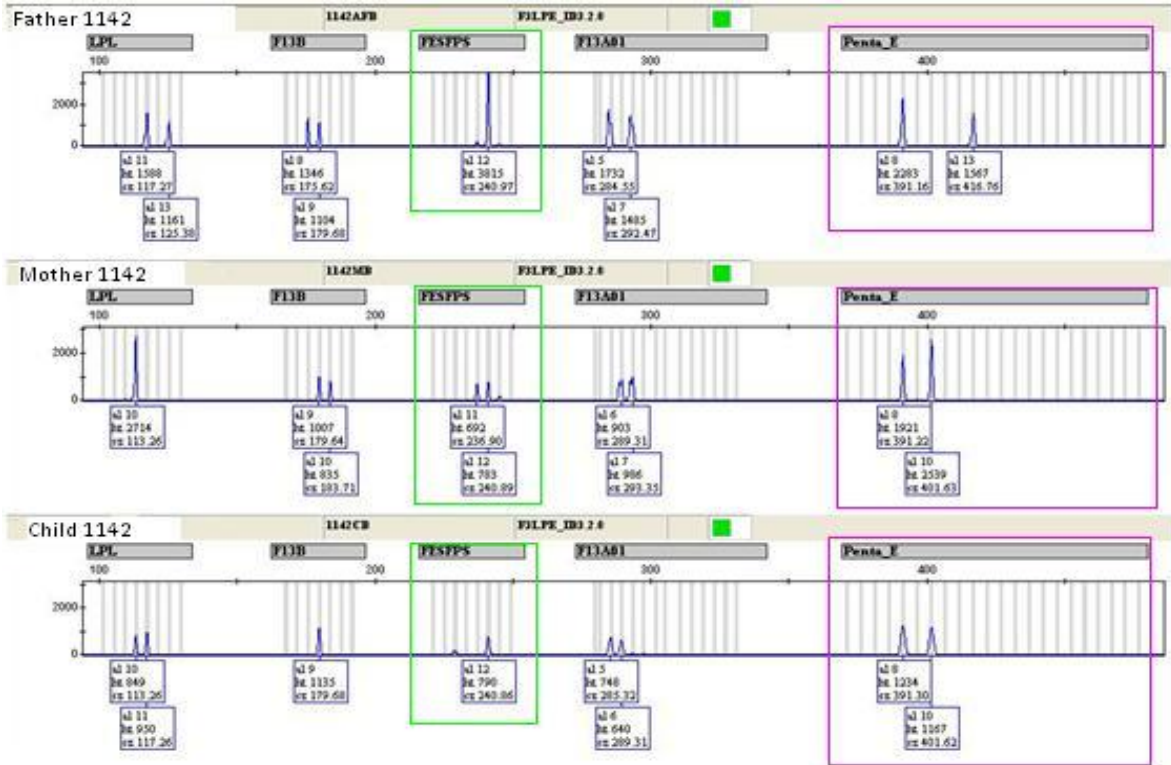 Father 1142 1142AFB F3LPE_ID3.2.0
LPL F13B FESFPS F13A01 Penta_E
100 200 300 400
2000
0
al 11 al 8 al 12 al 5 al 8 al 13
ht 1588 ht 1346 ht 3815 ht 1732 ht 2283 ht 1567
sz 117.27 sz 175.62 sz 240.97 sz 284.55 sz 391.16 sz 416.76
al 13 al 9 al 7
ht 1161 ht 1104 ht 1485
sz 125.38 sz 179.68 sz 292.47
Mother 1142 1142MB F3LPE_ID3.2.0
LPL F13B FESFPS F13A01 Penta_E
100 200 300 400
2000
0
al 10 al 9 al 11 al 6 al 8
ht 2714 ht 1007 ht 692 ht 903 ht 1921
sz 113.26 sz 179.64 sz 236.90 sz 289.31 sz 391.22
al 10 al 12 al 7 al 10
ht 835 ht 783 ht 986 ht 2539
sz 183.71 sz 240.89 sz 293.35 sz 401.63
Child 1142 1142CB F3LPE_ID3.2.0
LPL F13B FESFPS F13A01 Penta_E
100 200 300 400
2000
0
al 10 al 9 al 12 al 5 al 8
ht 849 ht 1135 ht 790 ht 748 ht 1234
sz 113.26 sz 179.68 sz 240.86 sz 285.32 sz 391.30
al 11 al 6 al 10
ht 950 ht 640 ht 1167
sz 117.26 sz 289.31 sz 401.62